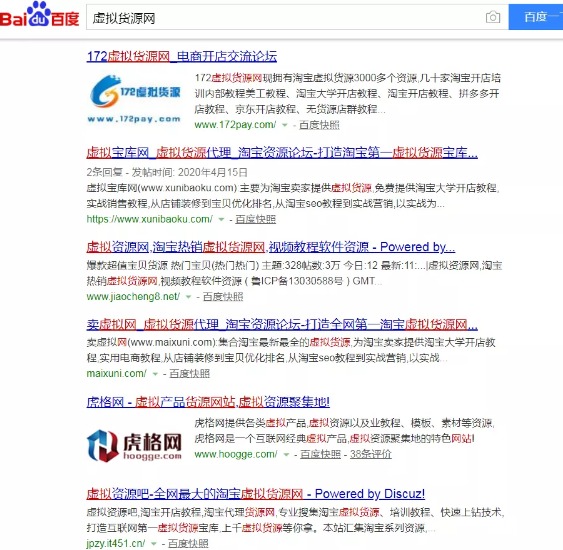 Bai du 百度 虚拟货源网 百度一
172虚拟货源网_电商开店交流论坛
172虚拟货源网现拥有淘宝虚拟货源3000多个资源,几十家淘宝开店培
训内部教程美工教程、淘宝大学开店教程、淘宝开店教程、拼多多开
店教程、京东开店教程、无货源店群教程...
172虚拟货源
www.172pay.com
www.172pay.com/ - 百度快照
虚拟宝库网_虚拟货源代理_淘宝资源论坛-打造淘宝第一虚拟货源宝库...
2条回复 - 发帖时间: 2020年4月15日
虚拟宝库网(www.xunibaoku.com) 主要为淘宝卖家提供虚拟货源,免费提供淘宝大学开店教程,
实战销售教程,从店铺装修到宝贝优化排名,从淘宝seo教程到实战营销,以实战为...
https://www.xunibaoku.com/ - 百度快照
虚拟资源网,淘宝热销虚拟货源网,视频教程软件资源 - Powered by...
爆款超值宝贝货源 热门宝贝(热门热门) 主题:328帖数:3万 今日:12 最新:11:...|虚拟资源网,淘宝
热销虚拟货源网,视频教程软件资源 ( 鲁ICP备13030588号 ) GMT...
www.jiaocheng8.net/ - 百度快照
卖虚拟网_虚拟货源代理_淘宝资源论坛-打造全网第一淘宝虚拟货源网...
卖虚拟网(www.maixuni.com):集合淘宝最新最全的虚拟货源,为淘宝卖家提供淘宝大学开店教
程,实用电商教程,从店铺装修到宝贝优化排名,从淘宝seo教程到实战营销,以实战...
maixuni.com/ - 百度快照
虎格网 - 虚拟产品货源网站,虚拟资源聚集地!
虎格网提供各类虚拟产品,虚拟资源以及业教程、模板、素材等资源,
虎格网是一个互联网经典虚拟产品,虚拟资源聚集地的特色网站!
虎格网
www.hoogge.com
www.hoogge.com/ - 百度快照 - 38条评价
虚拟资源吧-全网最大的淘宝虚拟货源网 - Powered by Discuz!
虚拟资源吧,淘宝开店教程,淘宝代理货源网,专业搜集淘宝虚拟货源、培训教程、快速上钻技术,
打造互联网第一虚拟货源宝库,上千虚拟货源等你拿。本站汇集淘宝系列资源,...
jpzy.it451.cn/ - 百度快照